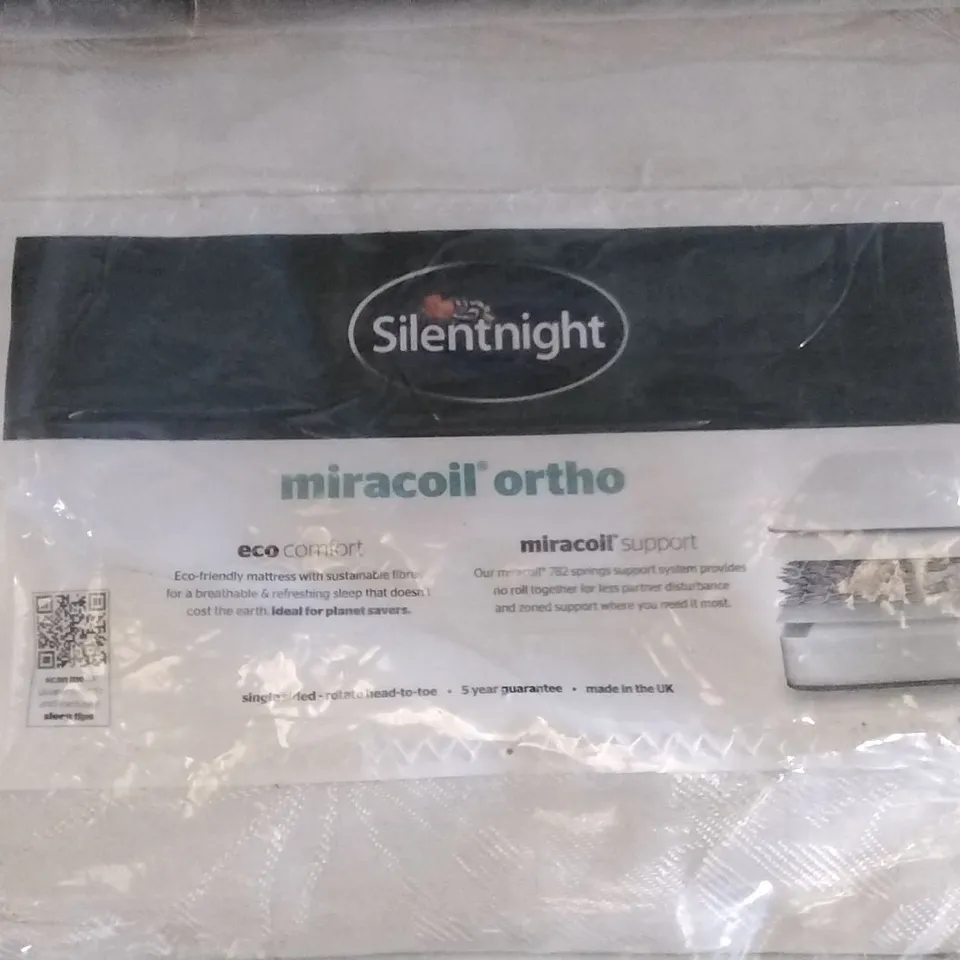 Silentnight
miracoil® ortho
eco comfort
Eco-friendly mattress with sustainable fibre
for a breathable & refreshing sleep that doesn't
cost the earth. Ideal for planet savers.
miracoil® support
Our miracoil® 782 springs support system provides
no roll together for less partner disturbance
and zoned support where you need it most.
scan me
sleep tips
single sided - rotate head-to-toe • 5 year guarantee • made in the UK